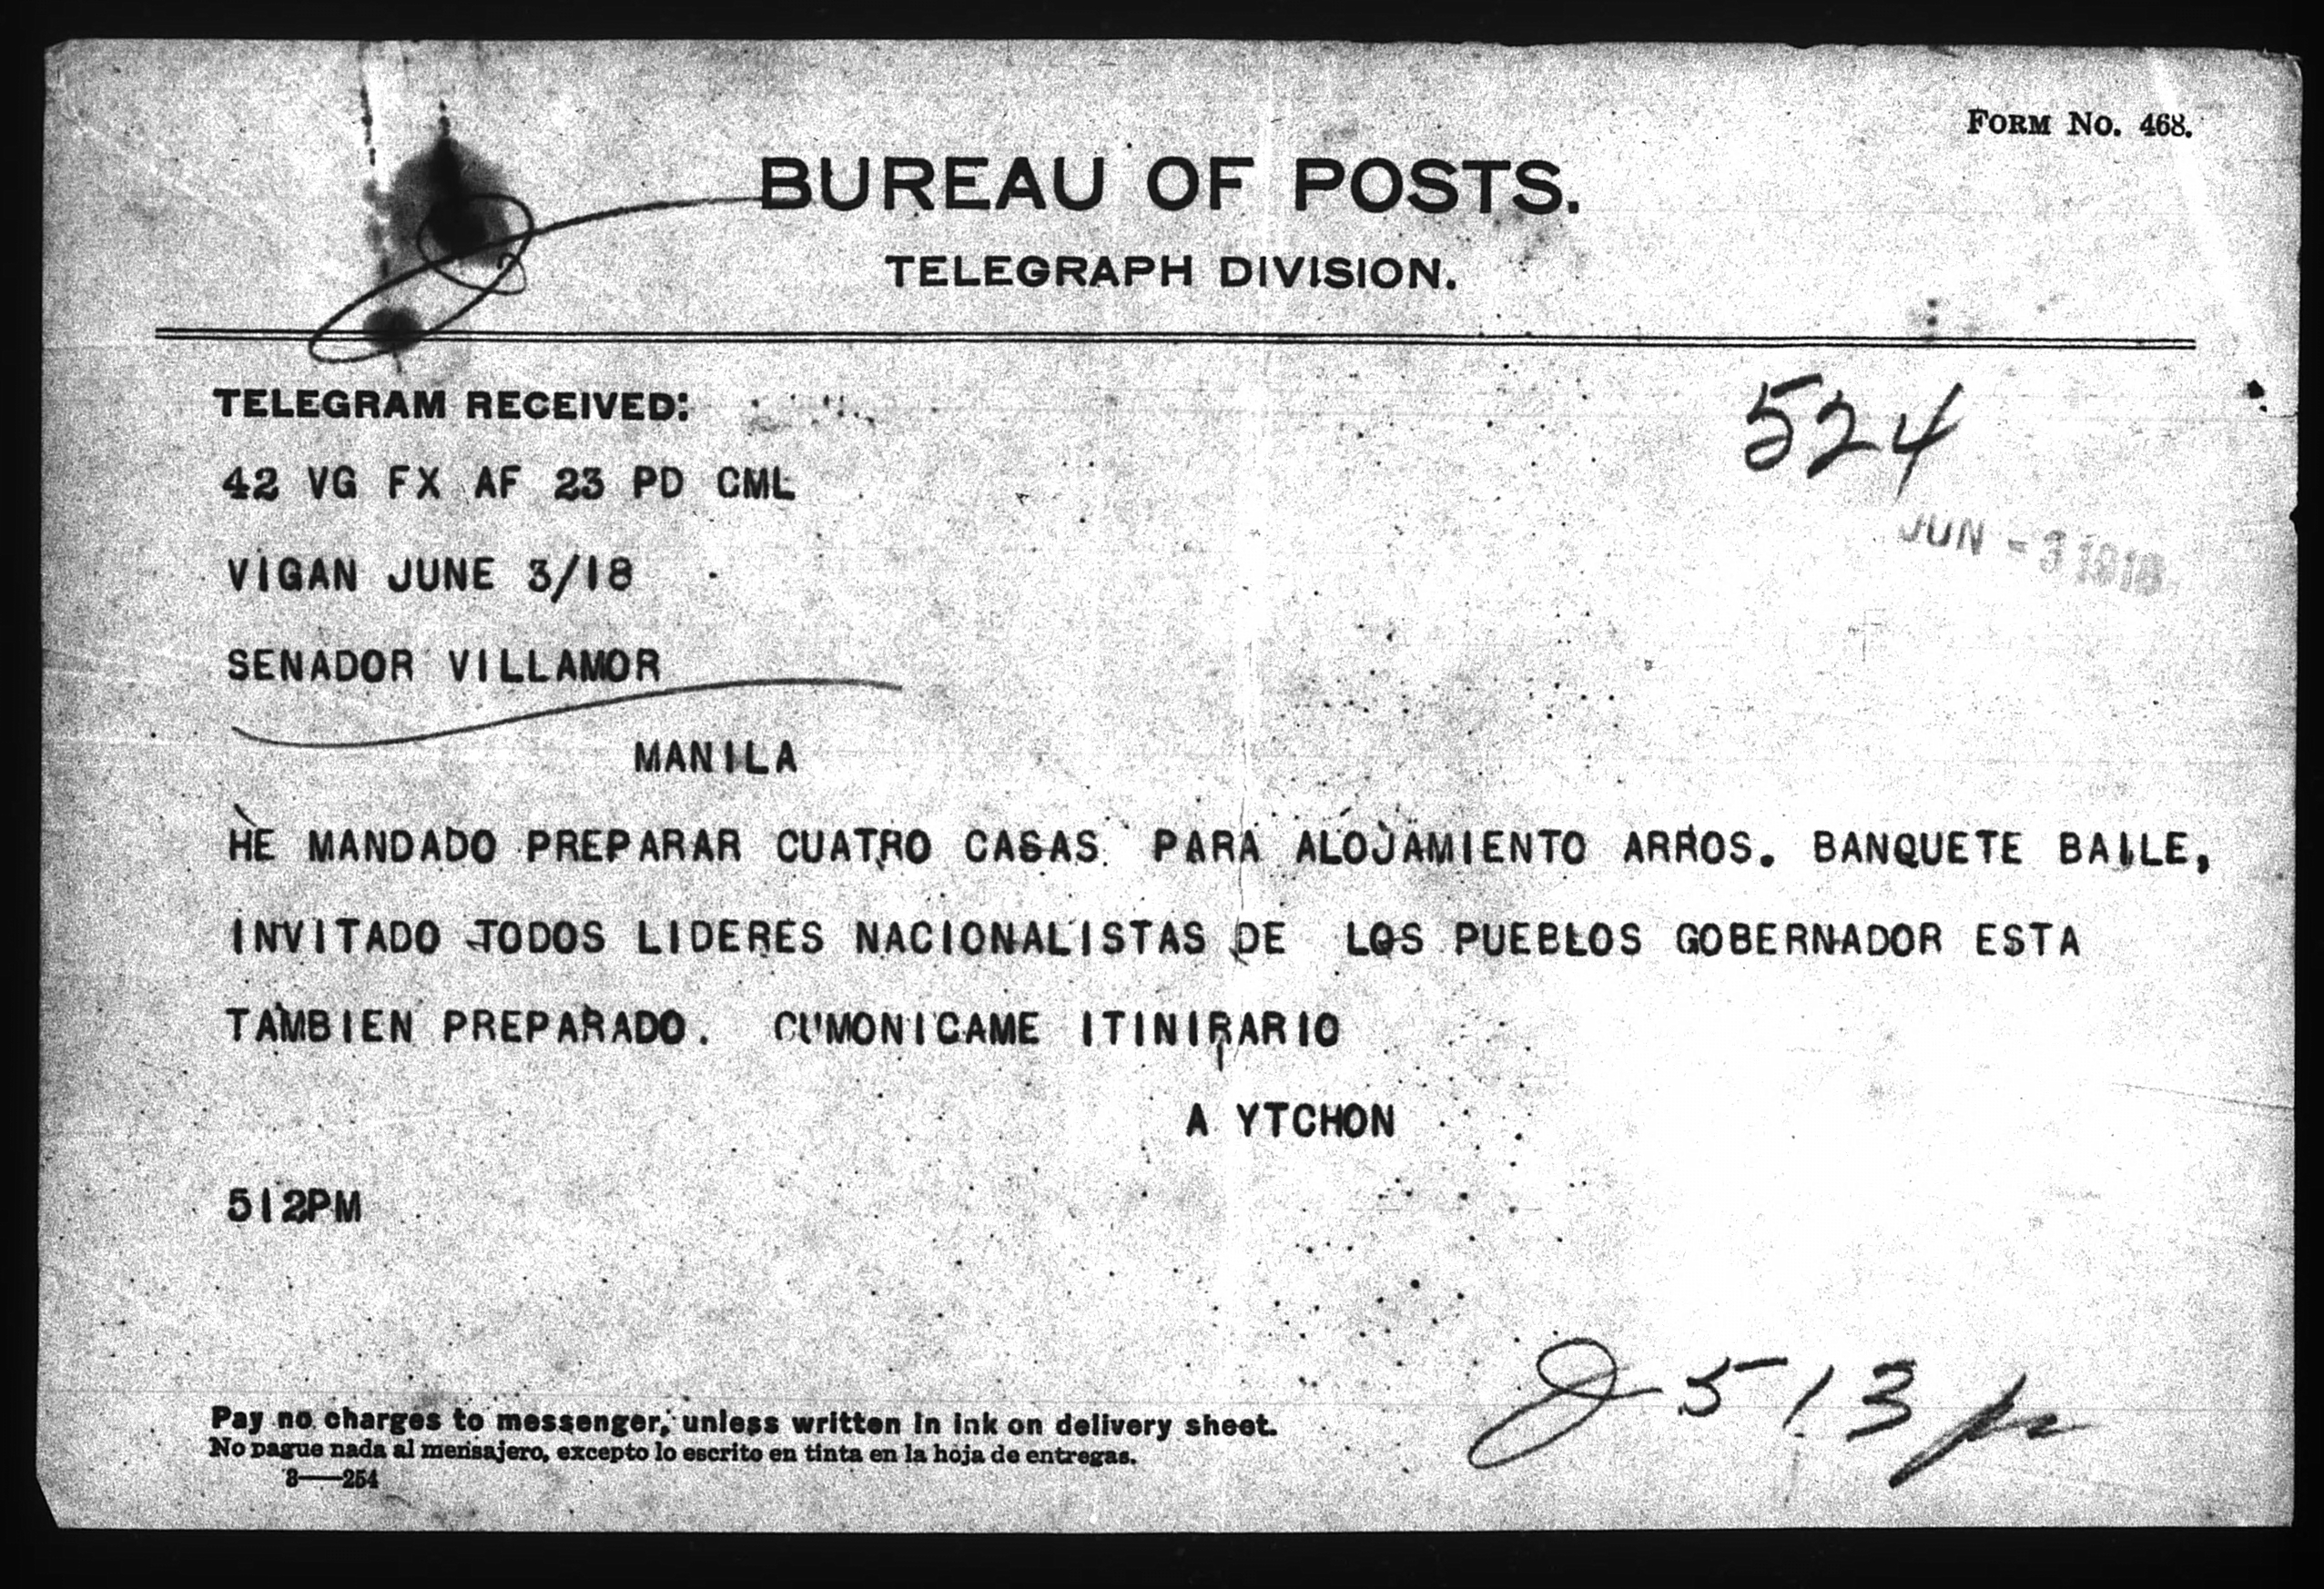 FORM NO. 468.
BUREAU OF POSTS.
TELEGRAPH DIVISION.
TELEGRAM RECEIVED:
524
42 VG FX AF 23 PD CML
JUN -3 1918
VIGAN JUNE 3/18
SENADOR VILLAMOR
MANILA
HE MANDADO PREPARAR CUATRO CASAS PARA ALOJAMIENTO ARROS. BANQUETE BAILE,
INVITADO TODOS LIDERES NACIONALISTAS DE LOS PUEBLOS GOBERNADOR ESTA
TAMBIEN PREPARADO. CUMONICAME ITINIRARIO
A YTCHON
512PM
513 p
Pay no charges to messenger, unless written in ink on delivery sheet.
No pague nada al mensajero, excepto lo escrito en tinta en la hoja de entregas.
8——254